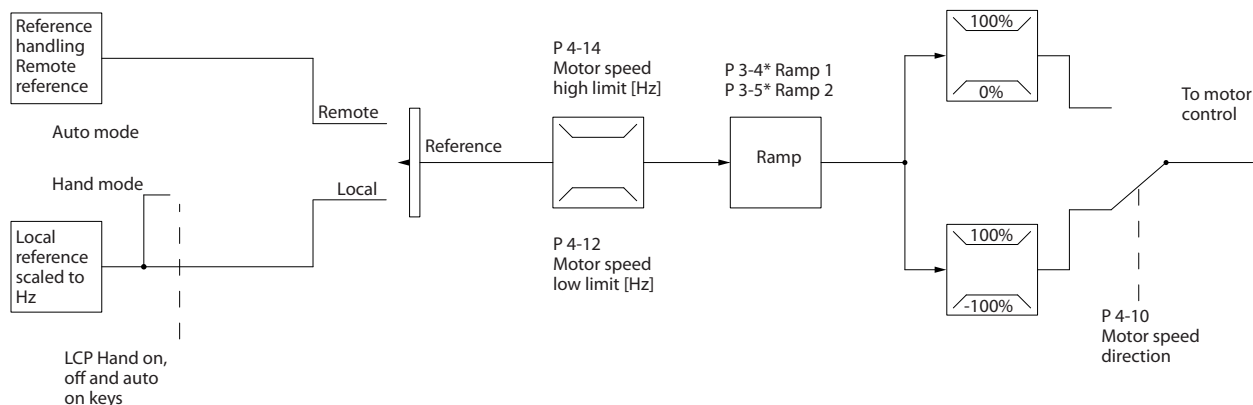 Reference
handling
Remote
reference
Auto mode
Hand mode
Local
reference
scaled to
Hz
LCP Hand on,
off and auto
on keys
Remote
Local
Reference
P 4-14
Motor speed
high limit [Hz]
P 4-12
Motor speed
low limit [Hz]
P 3-4* Ramp 1
P 3-5* Ramp 2
Ramp
100%
0%
100%
-100%
To motor
control
P 4-10
Motor speed
direction